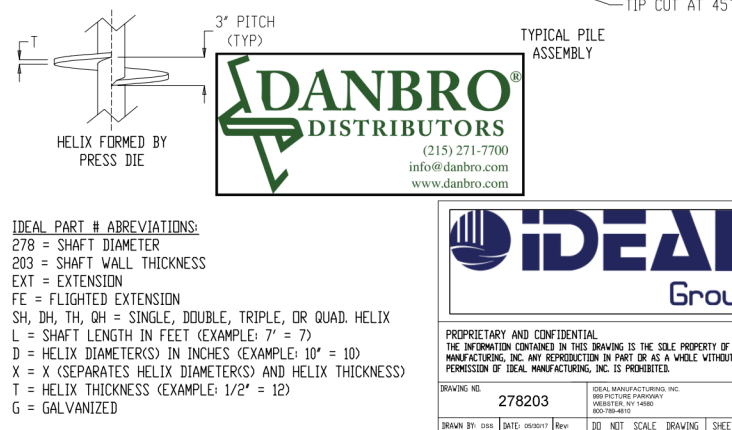 TIP CUT AT 45°
3" PITCH
(TYP)
TYPICAL PILE
ASSEMBLY
T
HELIX FORMED BY
PRESS DIE
DANBRO®
DISTRIBUTORS
(215) 271-7700
info@danbro.com
www.danbro.com
IDEAL PART # ABREVIATIONS:
278 = SHAFT DIAMETER
203 = SHAFT WALL THICKNESS
EXT = EXTENSION
FE = FLIGHTED EXTENSION
SH, DH, TH, QH = SINGLE, DOUBLE, TRIPLE, OR QUAD. HELIX
L = SHAFT LENGTH IN FEET (EXAMPLE: 7' = 7)
D = HELIX DIAMETER(S) IN INCHES (EXAMPLE: 10" = 10)
X = X (SEPARATES HELIX DIAMETER(S) AND HELIX THICKNESS)
T = HELIX THICKNESS (EXAMPLE: 1/2" = 12)
G = GALVANIZED
IDEAL
Grou
PROPRIETARY AND CONFIDENTIAL
THE INFORMATION CONTAINED IN THIS DRAWING IS THE SOLE PROPERTY OF
MANUFACTURING, INC. ANY REPRODUCTION IN PART OR AS A WHOLE WITHOUT
PERMISSION OF IDEAL MANUFACTURING, INC. IS PROHIBITED.
DRAWING NO.
278203
IDEAL MANUFACTURING, INC.
999 PICTURE PARKWAY
WEBSTER, NY 14580
800-789-4810
DRAWN BY: DSS DATE: 05/30/17 Rev: DO NOT SCALE DRAWING SHEE